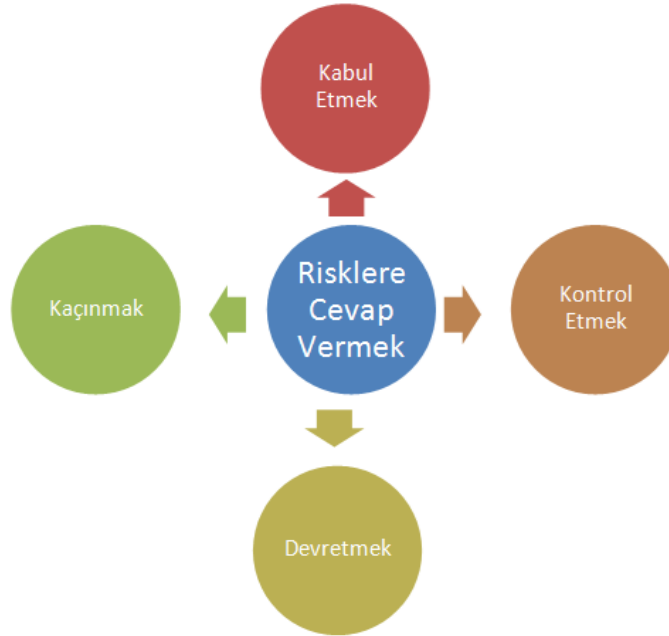 Kabul
Etmek
Kaçınmak
Risklere
Cevap
Vermek
Kontrol
Etmek
Devretmek